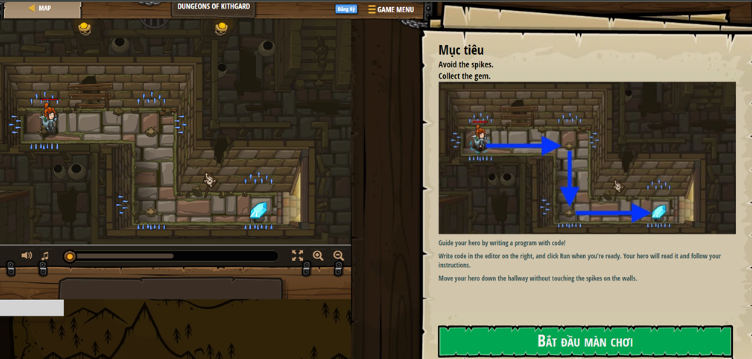 Map
DUNGEONS OF KITHGARD
Đăng Ký
GAME MENU
Mục tiêu
Avoid the spikes.
Collect the gem.
Guide your hero by writing a program with code!
Write code in the editor on the right, and click Run when you're ready. Your hero will read it and follow your
instructions.
Move your hero down the hallway without touching the spikes on the walls.
Bắt đầu màn chơi